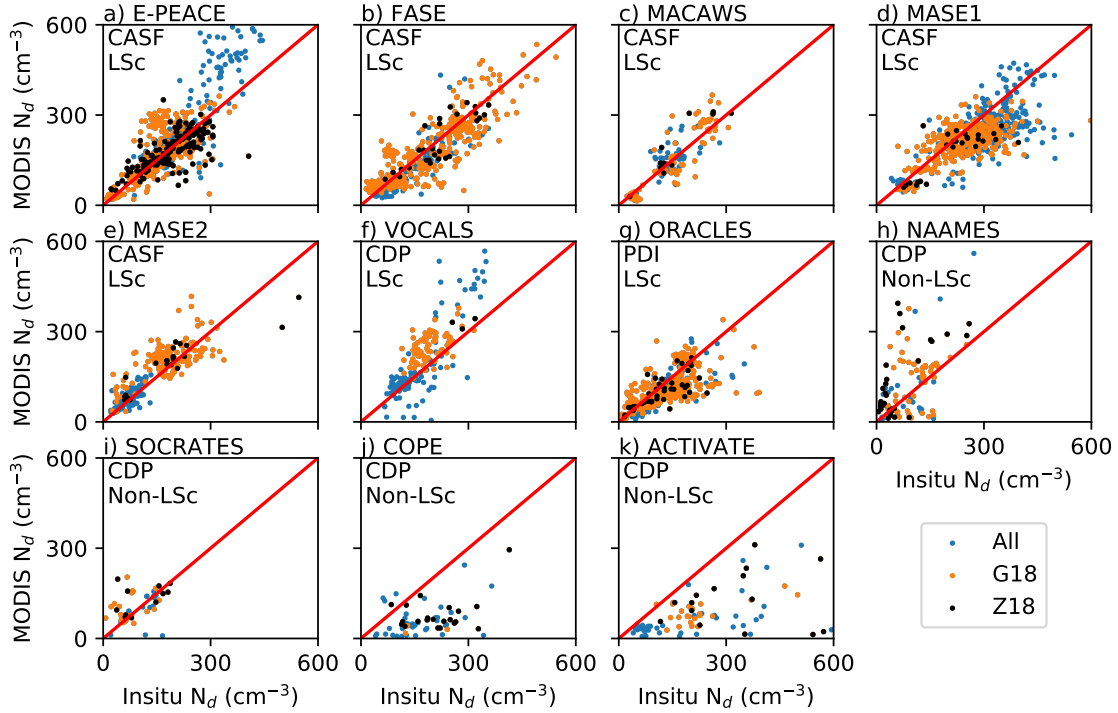 a) E-PEACE
b) FASE
c) MACAWS
d) MASE1
CASF
LSc
CASF
LSc
CASF
LSc
CASF
LSc
MODIS N_d (cm⁻³)
600
300
0
e) MASE2
f) VOCALS
g) ORACLES
h) NAAMES
CASF
LSc
CDP
LSc
PDI
LSc
CDP
Non-LSc
MODIS N_d (cm⁻³)
600
300
0
0 300 600
Insitu N_d (cm⁻³)
i) SOCRATES
j) COPE
k) ACTIVATE
CDP
Non-LSc
CDP
Non-LSc
CDP
Non-LSc
MODIS N_d (cm⁻³)
600
300
0
0 300 600
0 300 600
0 300 600
Insitu N_d (cm⁻³)
Insitu N_d (cm⁻³)
Insitu N_d (cm⁻³)
All
G18
Z18